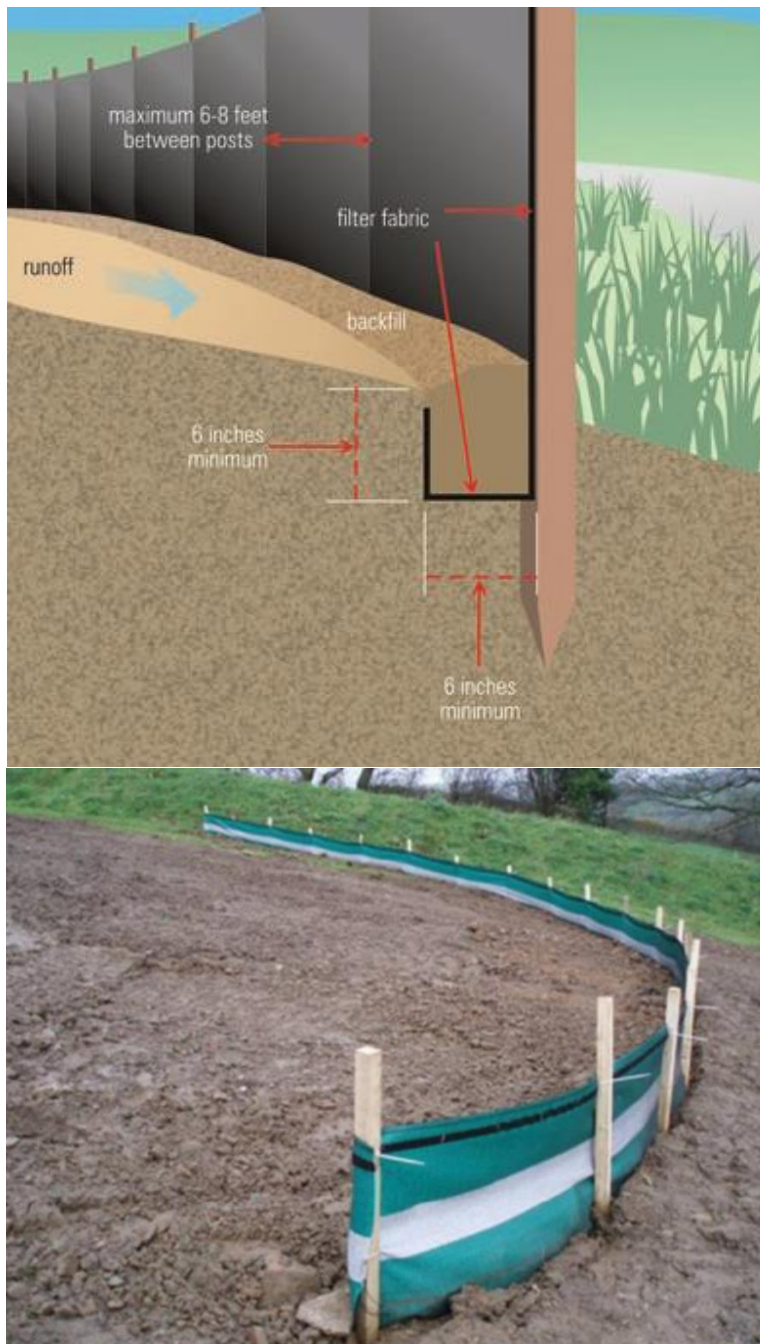 maximum 6-8 feet
between posts
filter fabric
runoff
backfill
6 inches
minimum
6 inches
minimum